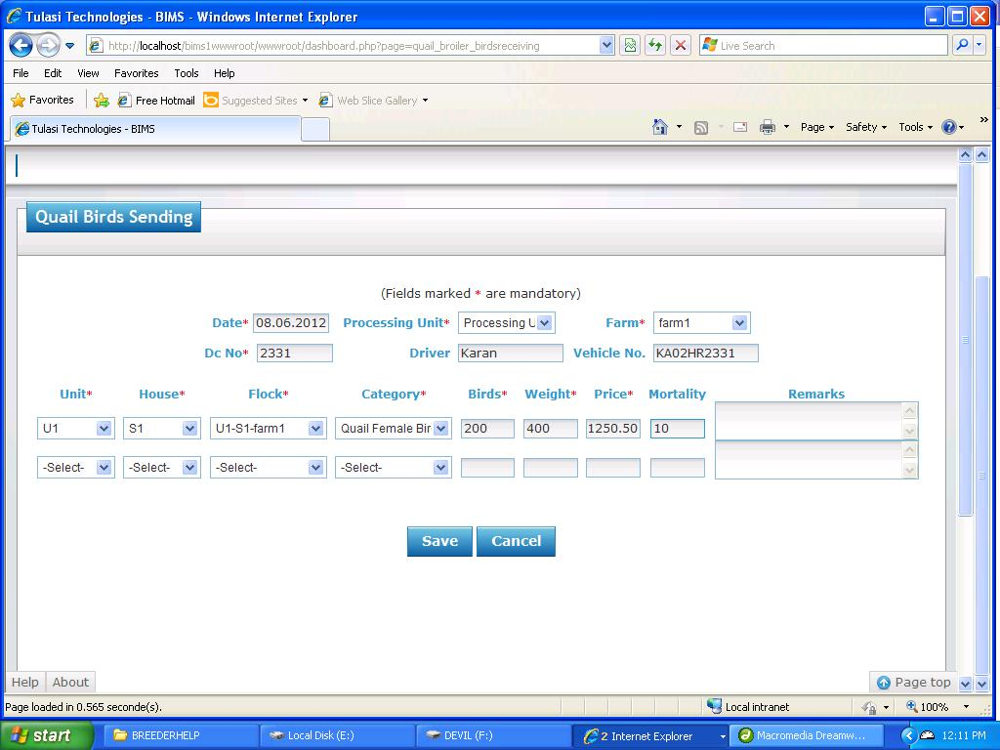 Tulasi Technologies - BIMS - Windows Internet Explorer
http://localhost/bims1wwwroot/wwwroot/dashboard.php?page=quail_broiler_birdsreceiving
Live Search
File Edit View Favorites Tools Help
Favorites Free Hotmail Suggested Sites Web Slice Gallery
Tulasi Technologies - BIMS
Page Safety Tools »
Quail Birds Sending
(Fields marked * are mandatory)
Date* 08.06.2012 Processing Unit* Processing U Farm* farm1
Dc No* 2331 Driver Karan Vehicle No. KA02HR2331
Unit* House* Flock* Category* Birds* Weight* Price* Mortality Remarks
U1 S1 U1-S1-farm1 Quail Female Bir 200 400 1250.50 10
-Select- -Select- -Select- -Select-
Save Cancel
Help About Page top
Page loaded in 0.565 seconde(s). Local intranet 100%
start BREEDERHELP Local Disk (E:) DEVIL (F:) 2 Internet Explorer Macromedia Dreamw... 12:11 PM